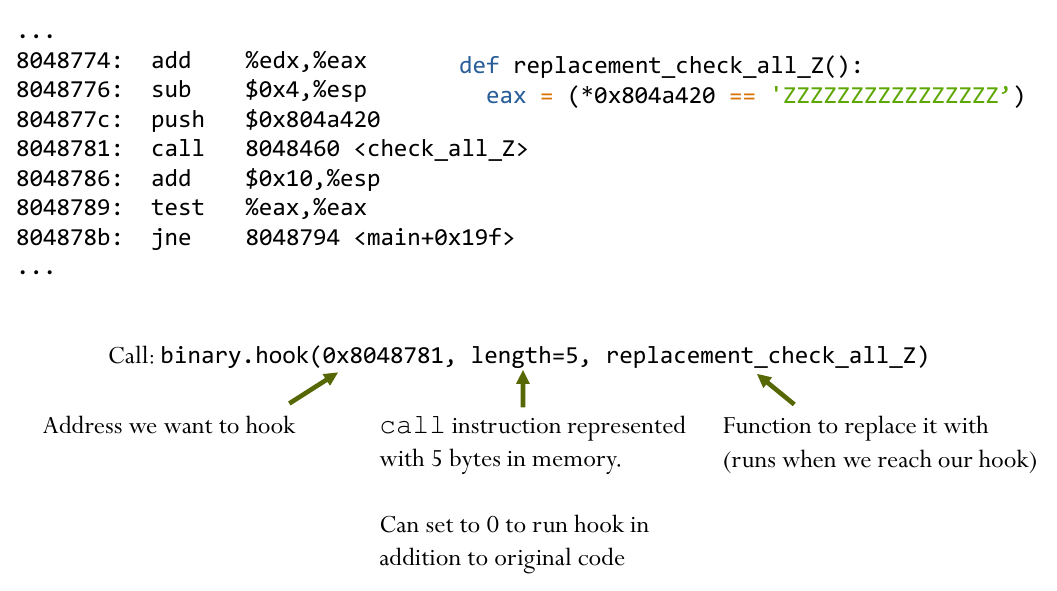 ...
8048774: add %edx,%eax
8048776: sub $0x4,%esp
804877c: push $0x804a420
8048781: call 8048460 <check_all_Z>
8048786: add $0x10,%esp
8048789: test %eax,%eax
804878b: jne 8048794 <main+0x19f>
...
def replacement_check_all_Z():
eax = (*0x804a420 == 'ZZZZZZZZZZZZZZZZ’)
Call: binary.hook(0x8048781, length=5, replacement_check_all_Z)
Address we want to hook
call instruction represented
with 5 bytes in memory.
Can set to 0 to run hook in
addition to original code
Function to replace it with
(runs when we reach our hook)